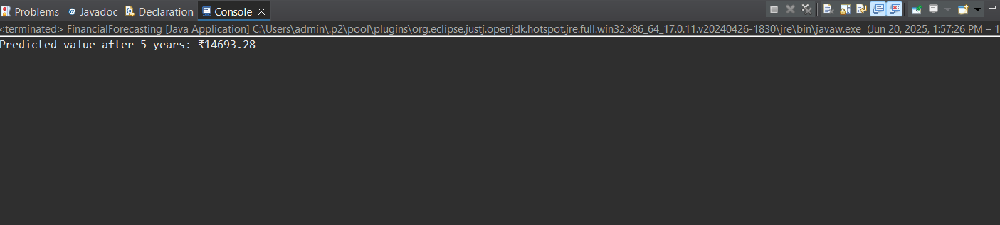 Problems Javadoc Declaration Console
<terminated> FinancialForecasting [Java Application] C:\Users\admin\.p2\pool\plugins\org.eclipse.justj.openjdk.hotspot.jre.full.win32.x86_64_17.0.11.v20240426-1830\jre\bin\javaw.exe (Jun 20, 2025, 1:57:26 PM – 1
Predicted value after 5 years: ₹14693.28